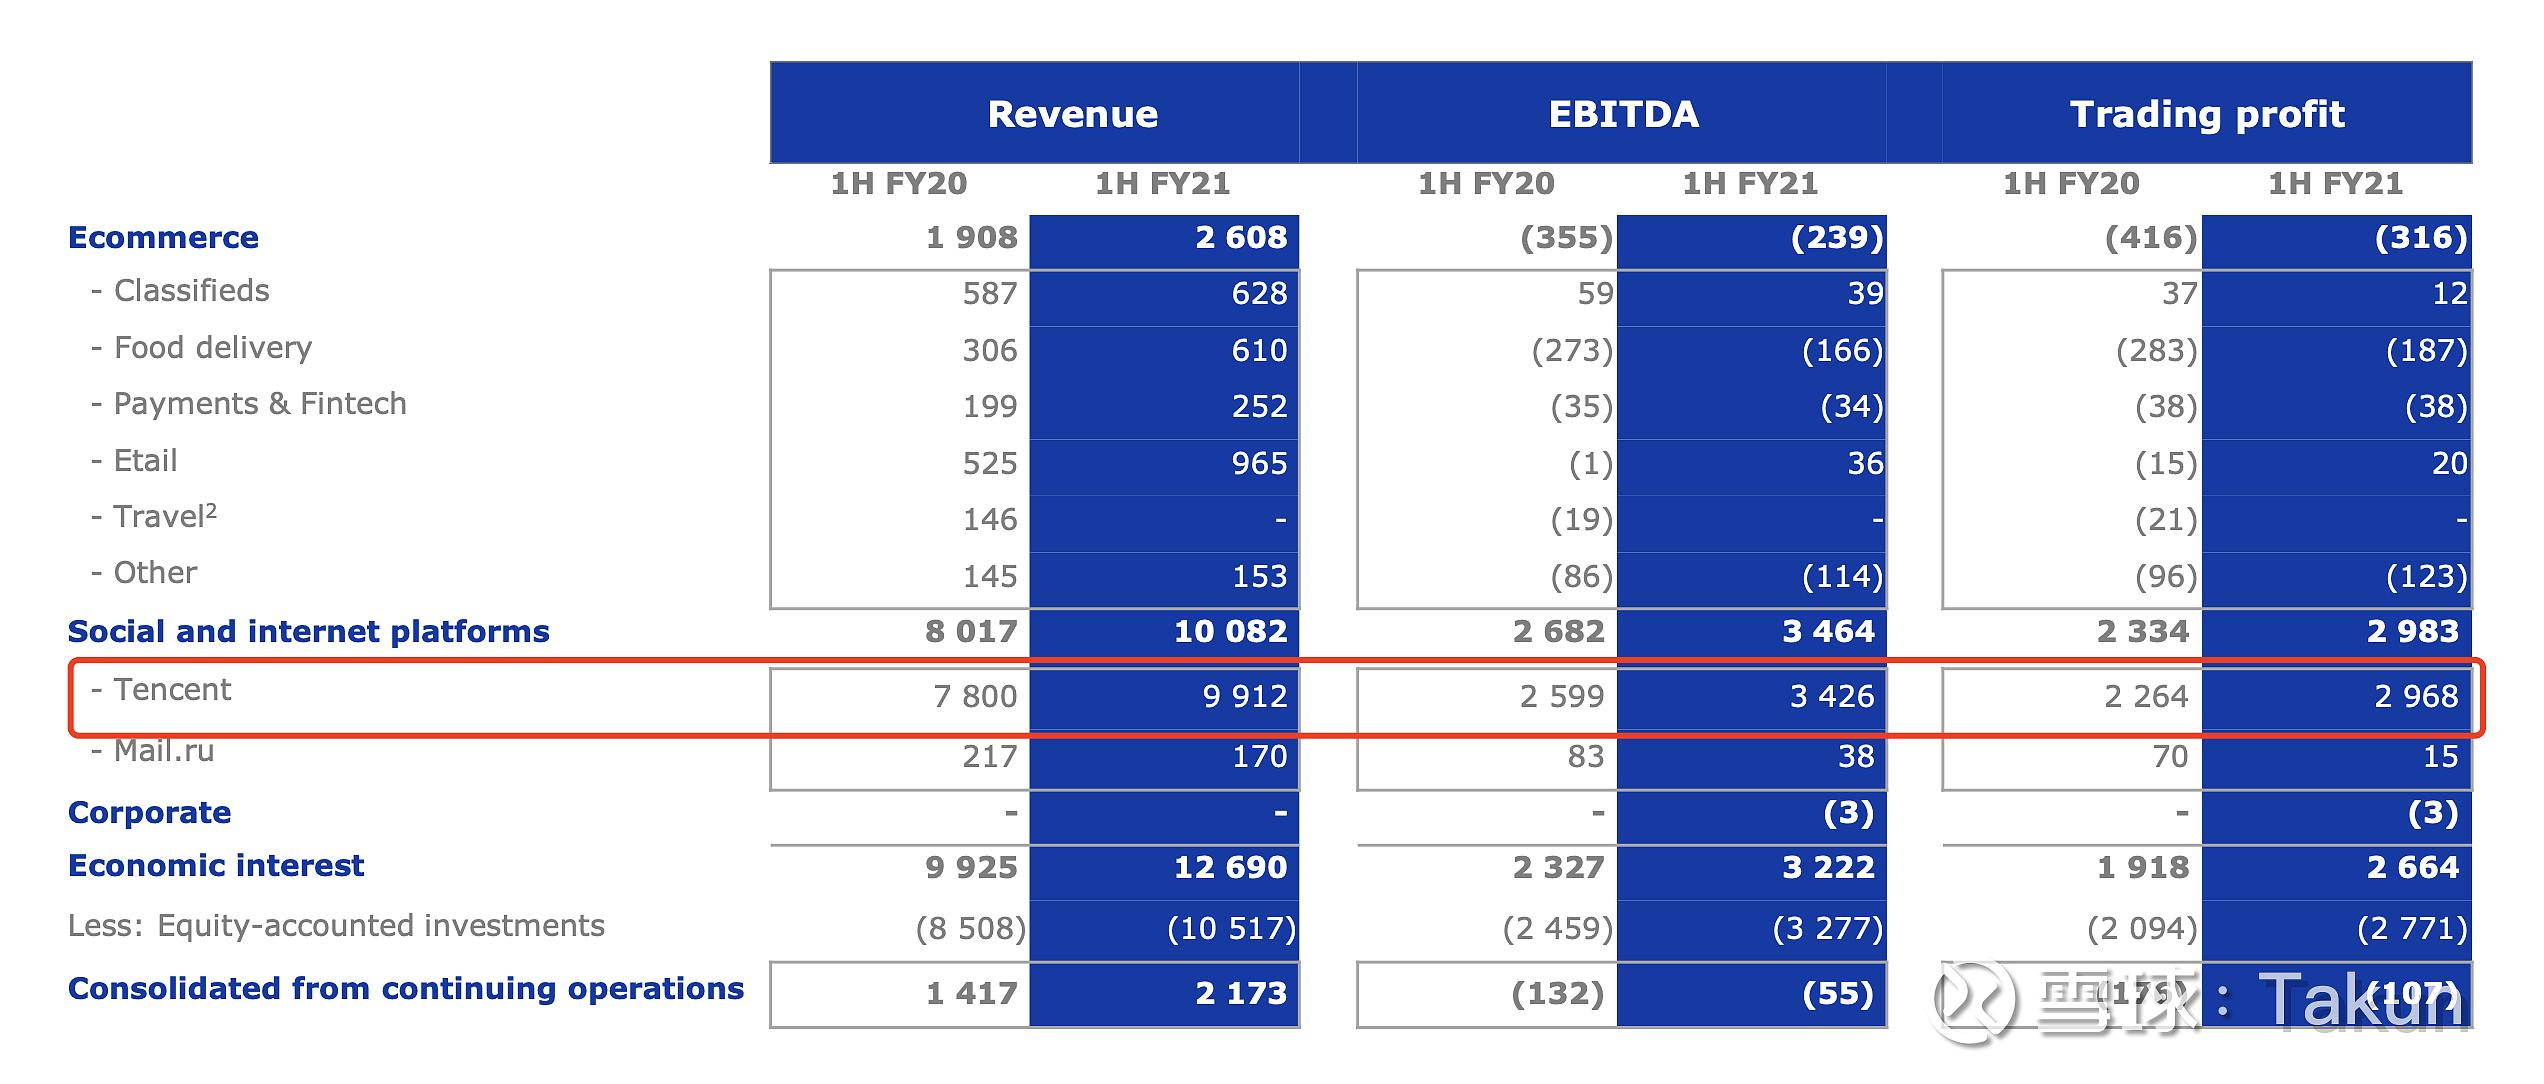 Revenue EBITDA Trading profit
1H FY20 1H FY21 1H FY20 1H FY21 1H FY20 1H FY21
Ecommerce 1 908 2 608 (355) (239) (416) (316)
- Classifieds 587 628 59 39 37 12
- Food delivery 306 610 (273) (166) (283) (187)
- Payments & Fintech 199 252 (35) (34) (38) (38)
- Etail 525 965 (1) 36 (15) 20
- Travel² 146 - (19) - (21) -
- Other 145 153 (86) (114) (96) (123)
Social and internet platforms 8 017 10 082 2 682 3 464 2 334 2 983
- Tencent 7 800 9 912 2 599 3 426 2 264 2 968
- Mail.ru 217 170 83 38 70 15
Corporate - - - (3) - (3)
Economic interest 9 925 12 690 2 327 3 222 1 918 2 664
Less: Equity-accounted investments (8 508) (10 517) (2 459) (3 277) (2 094) (2 771)
Consolidated from continuing operations 1 417 2 173 (132) (55) (176) (107)
雪球：Takun